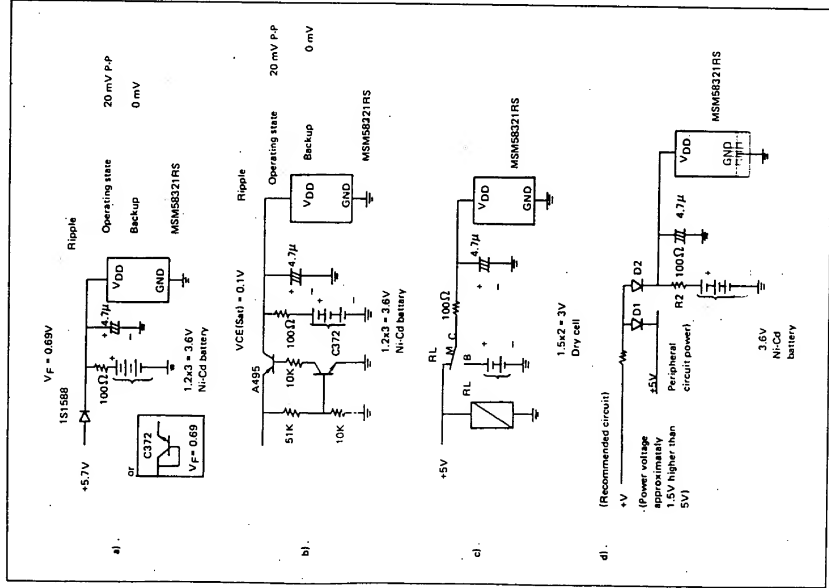 a).
+5.7V
1S1588
VF = 0.69V
or
C372
VF = 0.69
100Ω
+
1.2x3 = 3.6V
Ni-Cd battery
+
4.7μ
−
VDD
GND
MSM58321RS
Ripple
Operating state 20 mV P-P
Backup 0 mV
b).
51K
10K
A495
10K
VCE(Sat) = 0.1V
C372
100Ω
+
−
1.2x3 = 3.6V
Ni-Cd battary
+
4.7μ
−
VDD
GND
MSM58321RS
Ripple
Operating state 20 mV P-P
Backup 0 mV
c).
+5V
RL
RL
M
C
B
+
−
1.5x2 = 3V
Dry cell
100Ω
+
4.7μ
−
VDD
GND
MSM58321RS
d).
(Recommended circuit)
+V
(Power voltage
approximataly
1.5V higher than
5V)
+5V
Peripheral
circuit power)
D1
D2
R2
100Ω
+
3.6V
Ni-Cd
battery
4.7μ
VDD
GND
MSM58321RS